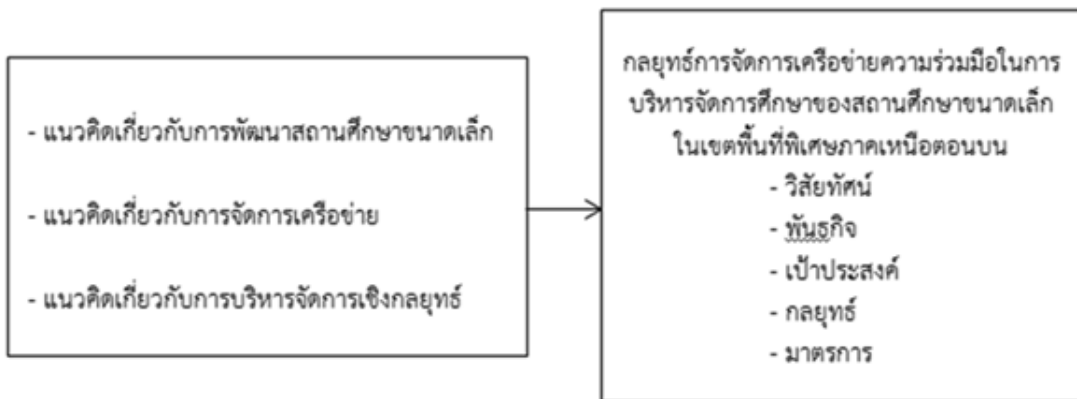 - แนวคิดเกี่ยวกับการพัฒนาสถานศึกษาขนาดเล็ก
- แนวคิดเกี่ยวกับการจัดการเครือข่าย
- แนวคิดเกี่ยวกับการบริหารจัดการเชิงกลยุทธ์
กลยุทธ์การจัดการเครือข่ายความร่วมมือในการ
บริหารจัดการศึกษาของสถานศึกษาขนาดเล็ก
ในเขตพื้นที่พิเศษภาคเหนือตอนบน
- วิสัยทัศน์
- พันธกิจ
- เป้าประสงค์
- กลยุทธ์
- มาตรการ